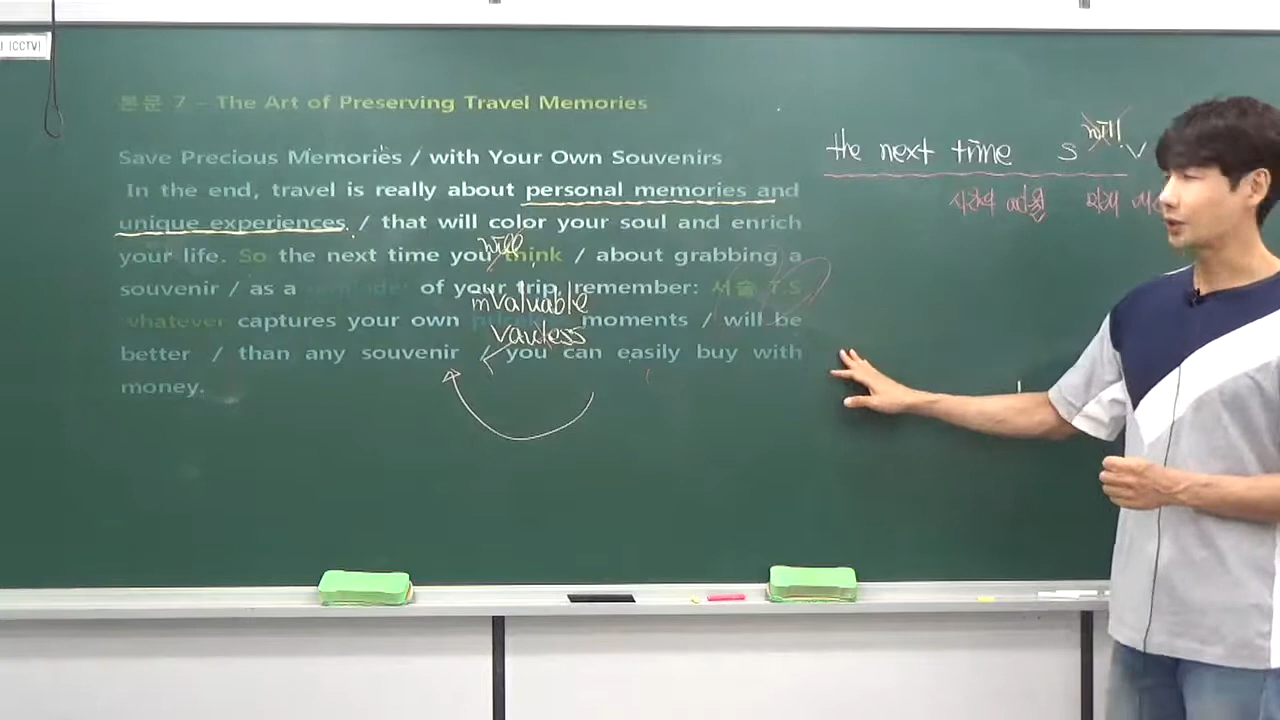 (CCTV)
본문 7 – The Art of Preserving Travel Memories
Save Precious Memories / with Your Own Souvenirs
In the end, travel is really about personal memories and
unique experiences / that will color your soul and enrich
will
your life. So the next time you think / about grabbing a
souvenir / as a of your trip, remember: 서술 T.S
invaluable
whatever captures your own moments / will be
better / than any souvenir / you can easily buy with
money.
the next time S will V